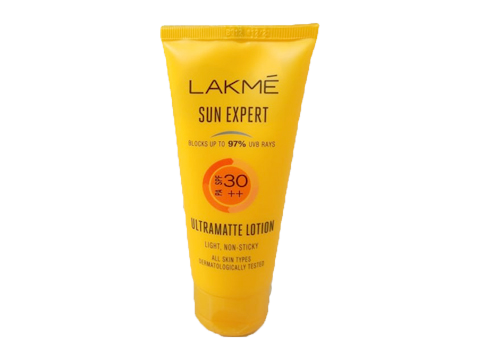 LAKMÉ
SUN EXPERT
BLOCKS UP TO 97% UVB RAYS
PA SPF 30
++
ULTRAMATTE LOTION
LIGHT, NON-STICKY
ALL SKIN TYPES
DERMATOLOGICALLY TESTED